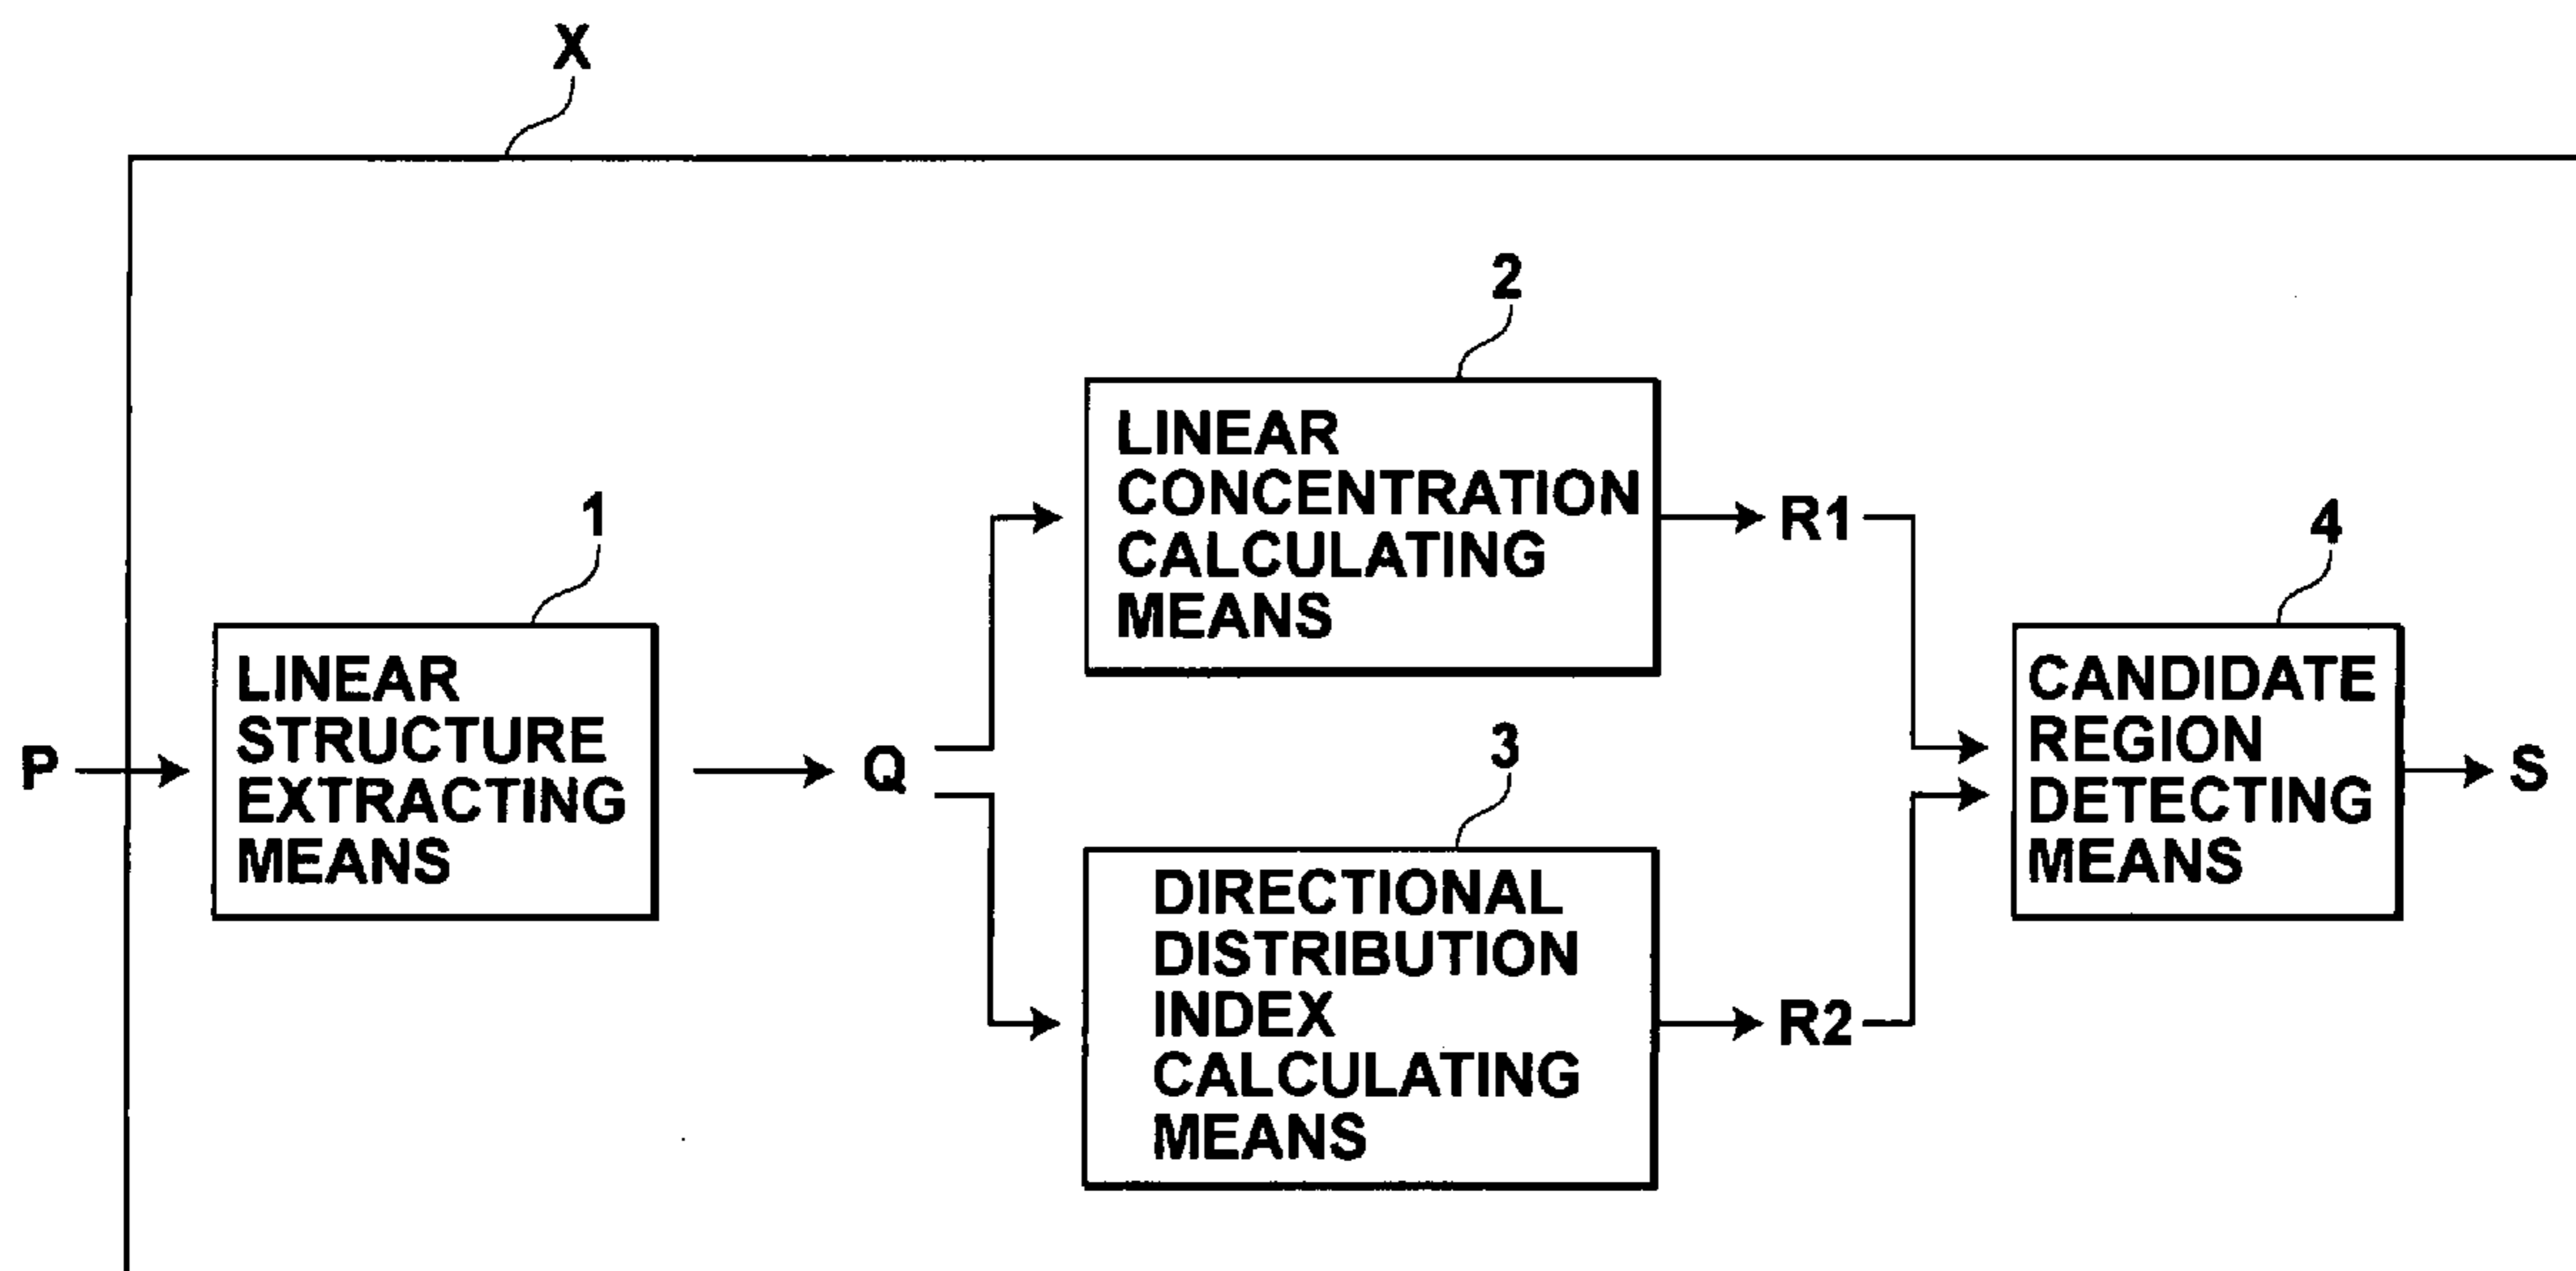 X
2
LINEAR
CONCENTRATION
CALCULATING
MEANS
1
LINEAR
STRUCTURE
EXTRACTING
MEANS
P
Q
R1
3
DIRECTIONAL
DISTRIBUTION
INDEX
CALCULATING
MEANS
R2
4
CANDIDATE
REGION
DETECTING
MEANS
S